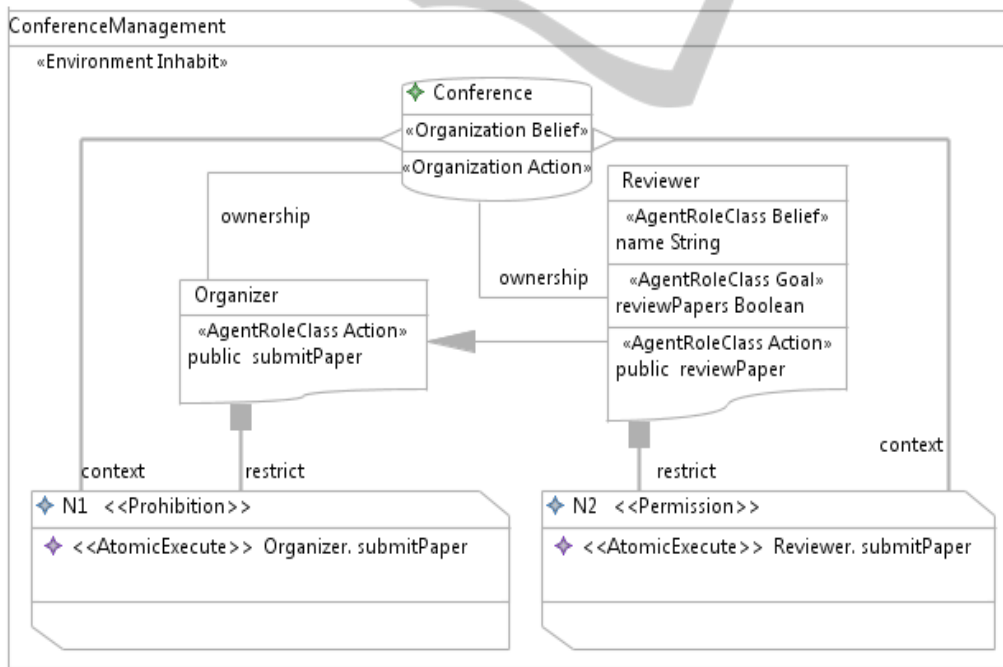 ConferenceManagement
«Environment Inhabit»
Conference
«Organization Belief»
«Organization Action»
ownership
ownership
Reviewer
«AgentRoleClass Belief»
name String
«AgentRoleClass Goal»
reviewPapers Boolean
«AgentRoleClass Action»
public reviewPaper
Organizer
«AgentRoleClass Action»
public submitPaper
context
restrict
restrict
context
N1 <<Prohibition>>
<<AtomicExecute>> Organizer. submitPaper
N2 <<Permission>>
<<AtomicExecute>> Reviewer. submitPaper